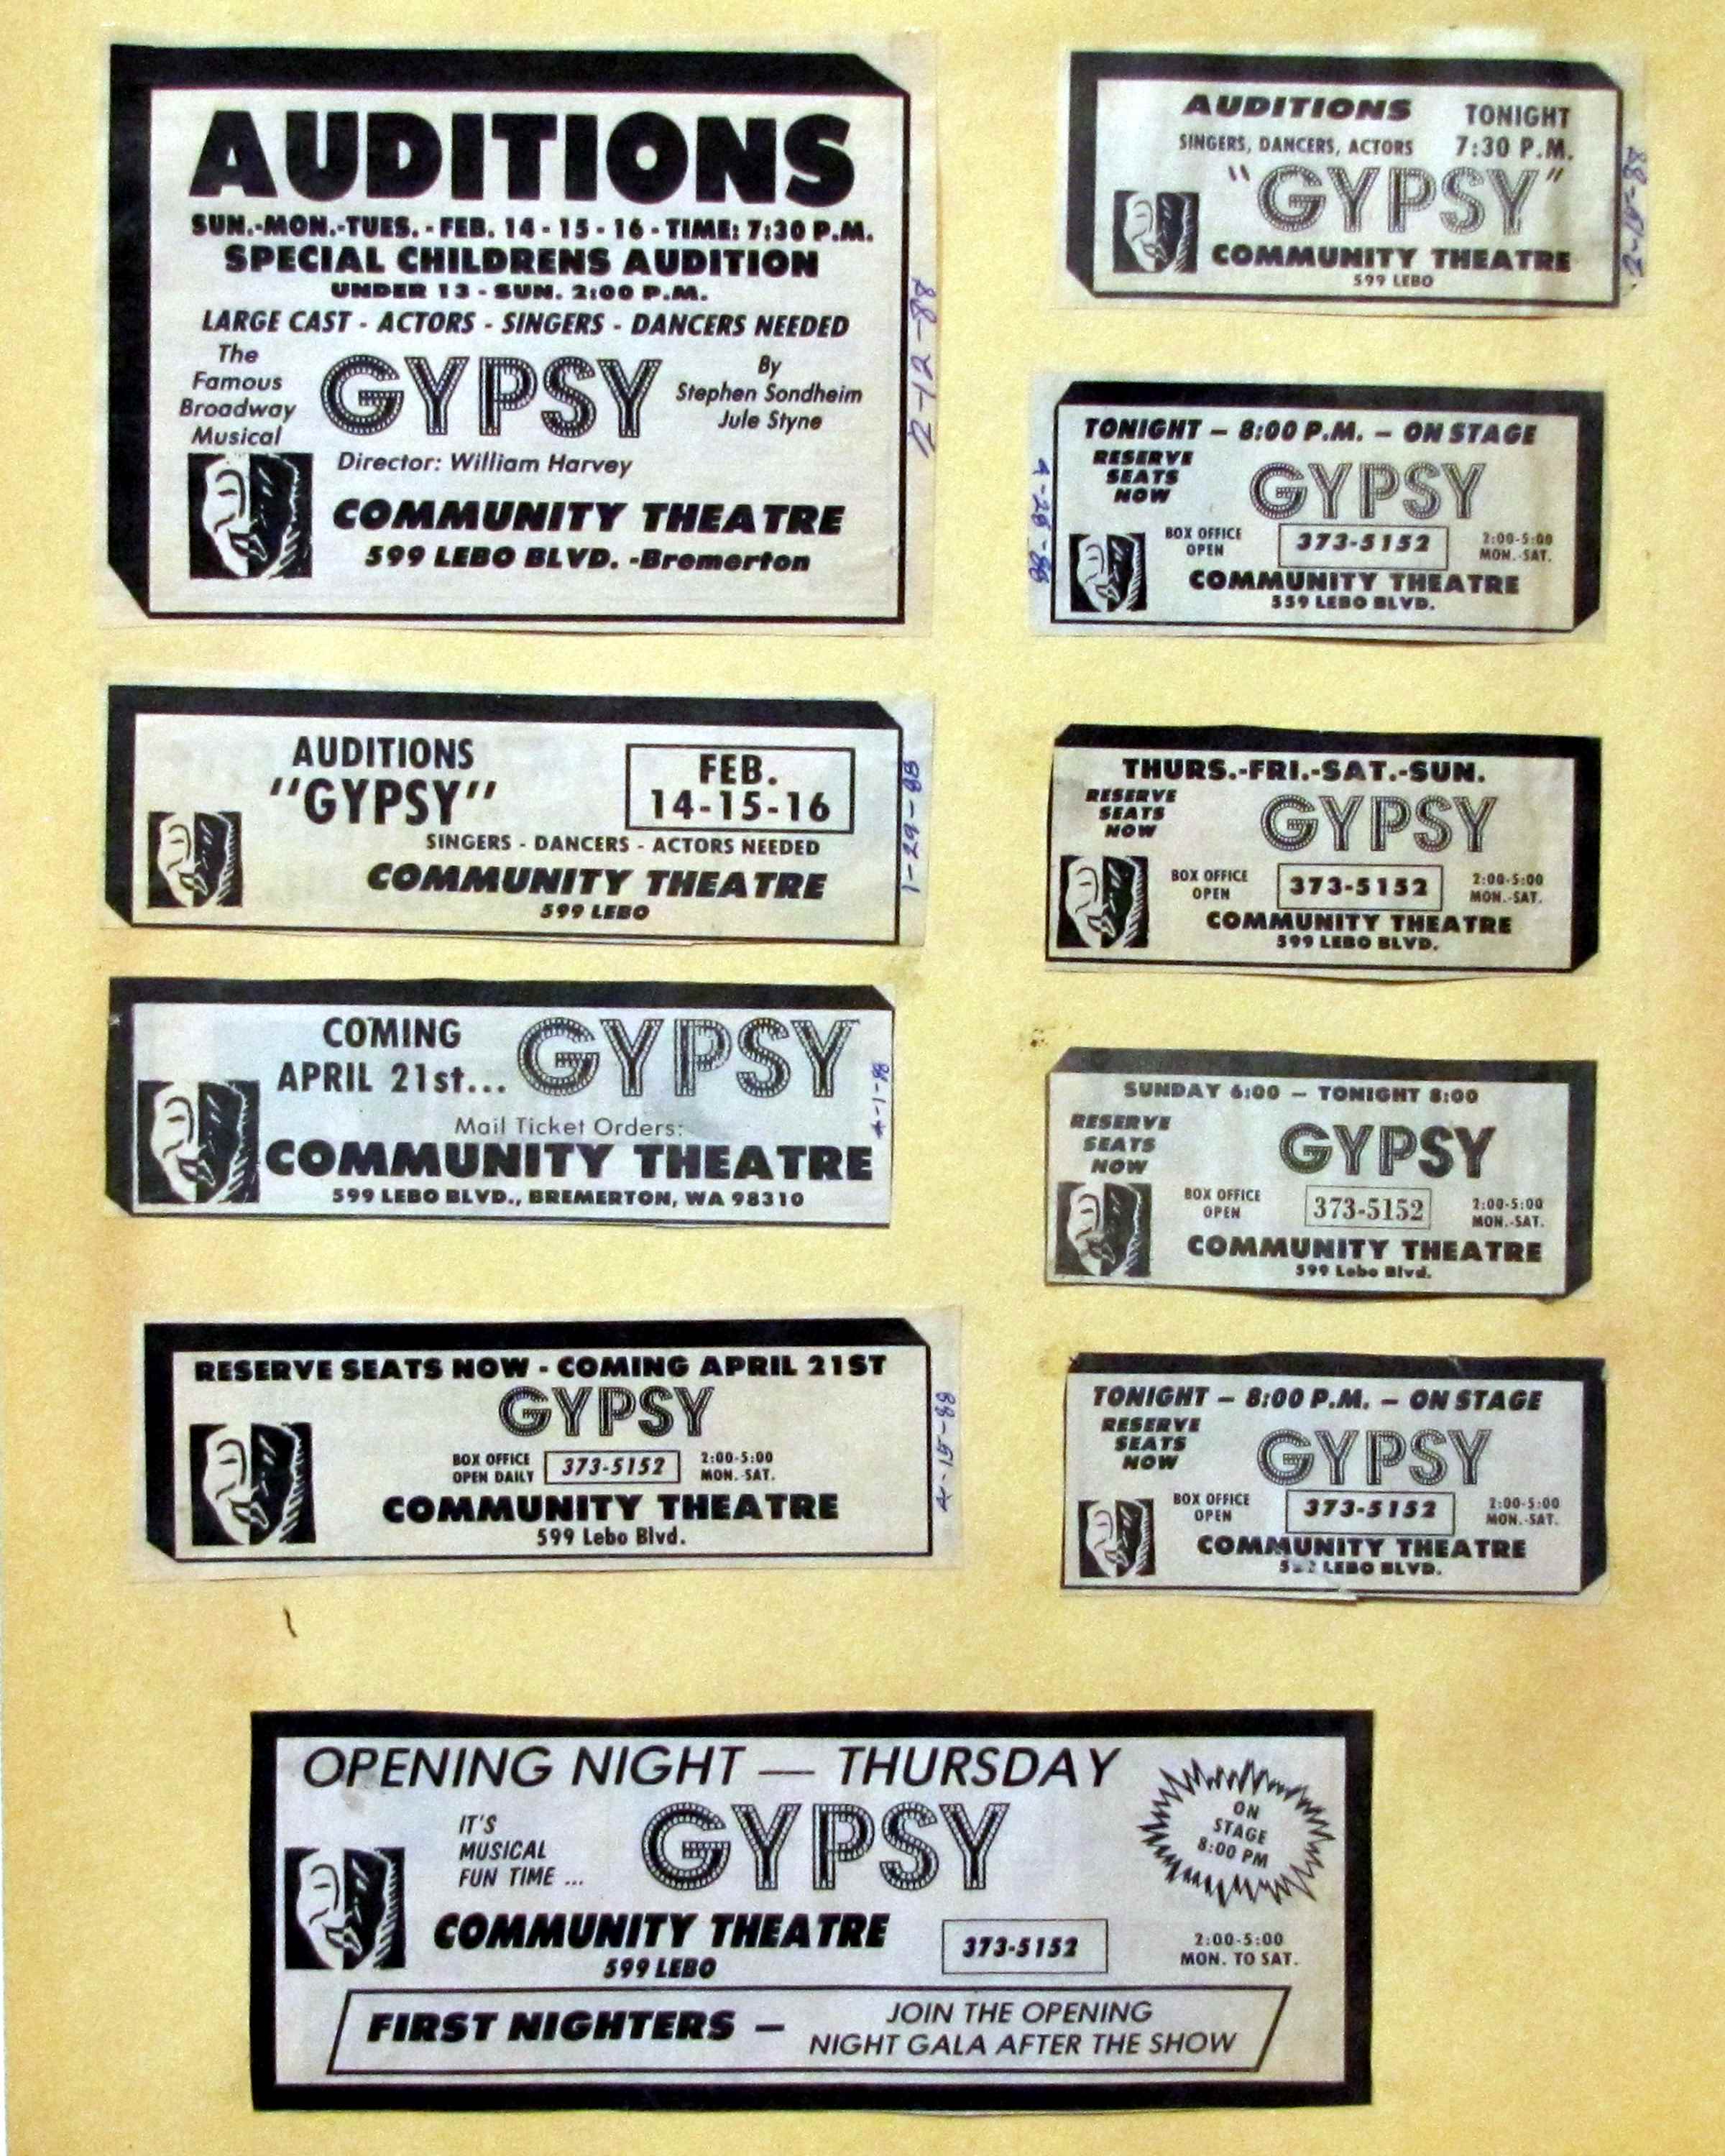 AUDITIONS
SUN.-MON.-TUES. - FEB. 14 - 15 - 16 - TIME: 7:30 P.M.
SPECIAL CHILDRENS AUDITION
UNDER 13 - SUN. 2:00 P.M.
LARGE CAST - ACTORS - SINGERS - DANCERS NEEDED
The
Famous
Broadway
Musical
GYPSY
By
Stephen Sondheim
Jule Styne
Director: William Harvey
COMMUNITY THEATRE
599 LEBO BLVD. -Bremerton
2-12-88
AUDITIONS
"GYPSY"
FEB.
14-15-16
SINGERS - DANCERS - ACTORS NEEDED
COMMUNITY THEATRE
599 LEBO
1-29-88
COMING
APRIL 21st...
GYPSY
Mail Ticket Orders:
COMMUNITY THEATRE
599 LEBO BLVD., BREMERTON, WA 98310
4-1-88
RESERVE SEATS NOW - COMING APRIL 21ST
GYPSY
BOX OFFICE
OPEN DAILY
373-5152
2:00-5:00
MON.-SAT.
COMMUNITY THEATRE
599 Lebo Blvd.
4-15-88
AUDITIONS TONIGHT
SINGERS, DANCERS, ACTORS 7:30 P.M.
"GYPSY"
COMMUNITY THEATRE
599 LEBO
2-15-88
TONIGHT – 8:00 P.M. – ON STAGE
RESERVE
SEATS
NOW
GYPSY
BOX OFFICE
OPEN
373-5152
2:00-5:00
MON.-SAT.
COMMUNITY THEATRE
559 LEBO BLVD.
THURS.-FRI.-SAT.-SUN.
RESERVE
SEATS
NOW
GYPSY
BOX OFFICE
OPEN
373-5152
2:00-5:00
MON.-SAT.
COMMUNITY THEATRE
599 LEBO BLVD.
SUNDAY 6:00 – TONIGHT 8:00
RESERVE
SEATS
NOW
GYPSY
BOX OFFICE
OPEN
373-5152
2:00-5:00
MON.-SAT.
COMMUNITY THEATRE
599 Lebo Blvd.
TONIGHT – 8:00 P.M. – ON STAGE
RESERVE
SEATS
NOW
GYPSY
BOX OFFICE
OPEN
373-5152
2:00-5:00
MON.-SAT.
COMMUNITY THEATRE
LEBO BLVD.
OPENING NIGHT — THURSDAY
IT'S
MUSICAL
FUN TIME ...
GYPSY
ON
STAGE
8:00 PM
COMMUNITY THEATRE
599 LEBO
373-5152
2:00-5:00
MON. TO SAT.
FIRST NIGHTERS –
JOIN THE OPENING
NIGHT GALA AFTER THE SHOW